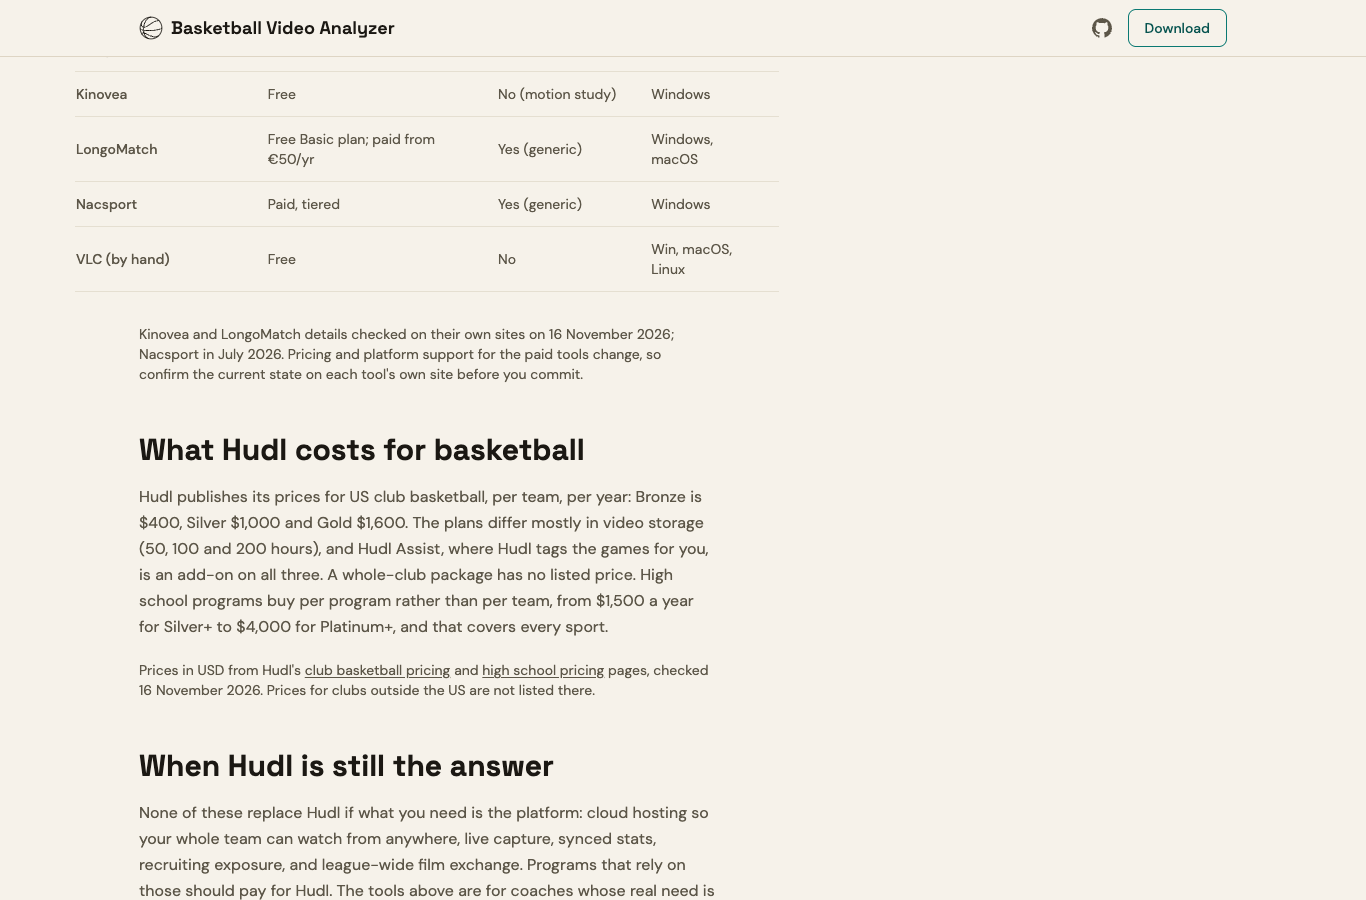 Basketball Video Analyzer
Download
Kinovea Free No (motion study) Windows
LongoMatch Free Basic plan; paid from €50/yr Yes (generic) Windows, macOS
Nacsport Paid, tiered Yes (generic) Windows
VLC (by hand) Free No Win, macOS, Linux
Kinovea and LongoMatch details checked on their own sites on 16 November 2026;
Nacsport in July 2026. Pricing and platform support for the paid tools change, so
confirm the current state on each tool's own site before you commit.
What Hudl costs for basketball
Hudl publishes its prices for US club basketball, per team, per year: Bronze is
$400, Silver $1,000 and Gold $1,600. The plans differ mostly in video storage
(50, 100 and 200 hours), and Hudl Assist, where Hudl tags the games for you,
is an add-on on all three. A whole-club package has no listed price. High
school programs buy per program rather than per team, from $1,500 a year
for Silver+ to $4,000 for Platinum+, and that covers every sport.
Prices in USD from Hudl's club basketball pricing and high school pricing pages, checked
16 November 2026. Prices for clubs outside the US are not listed there.
When Hudl is still the answer
None of these replace Hudl if what you need is the platform: cloud hosting so
your whole team can watch from anywhere, live capture, synced stats,
recruiting exposure, and league-wide film exchange. Programs that rely on
those should pay for Hudl. The tools above are for coaches whose real need is